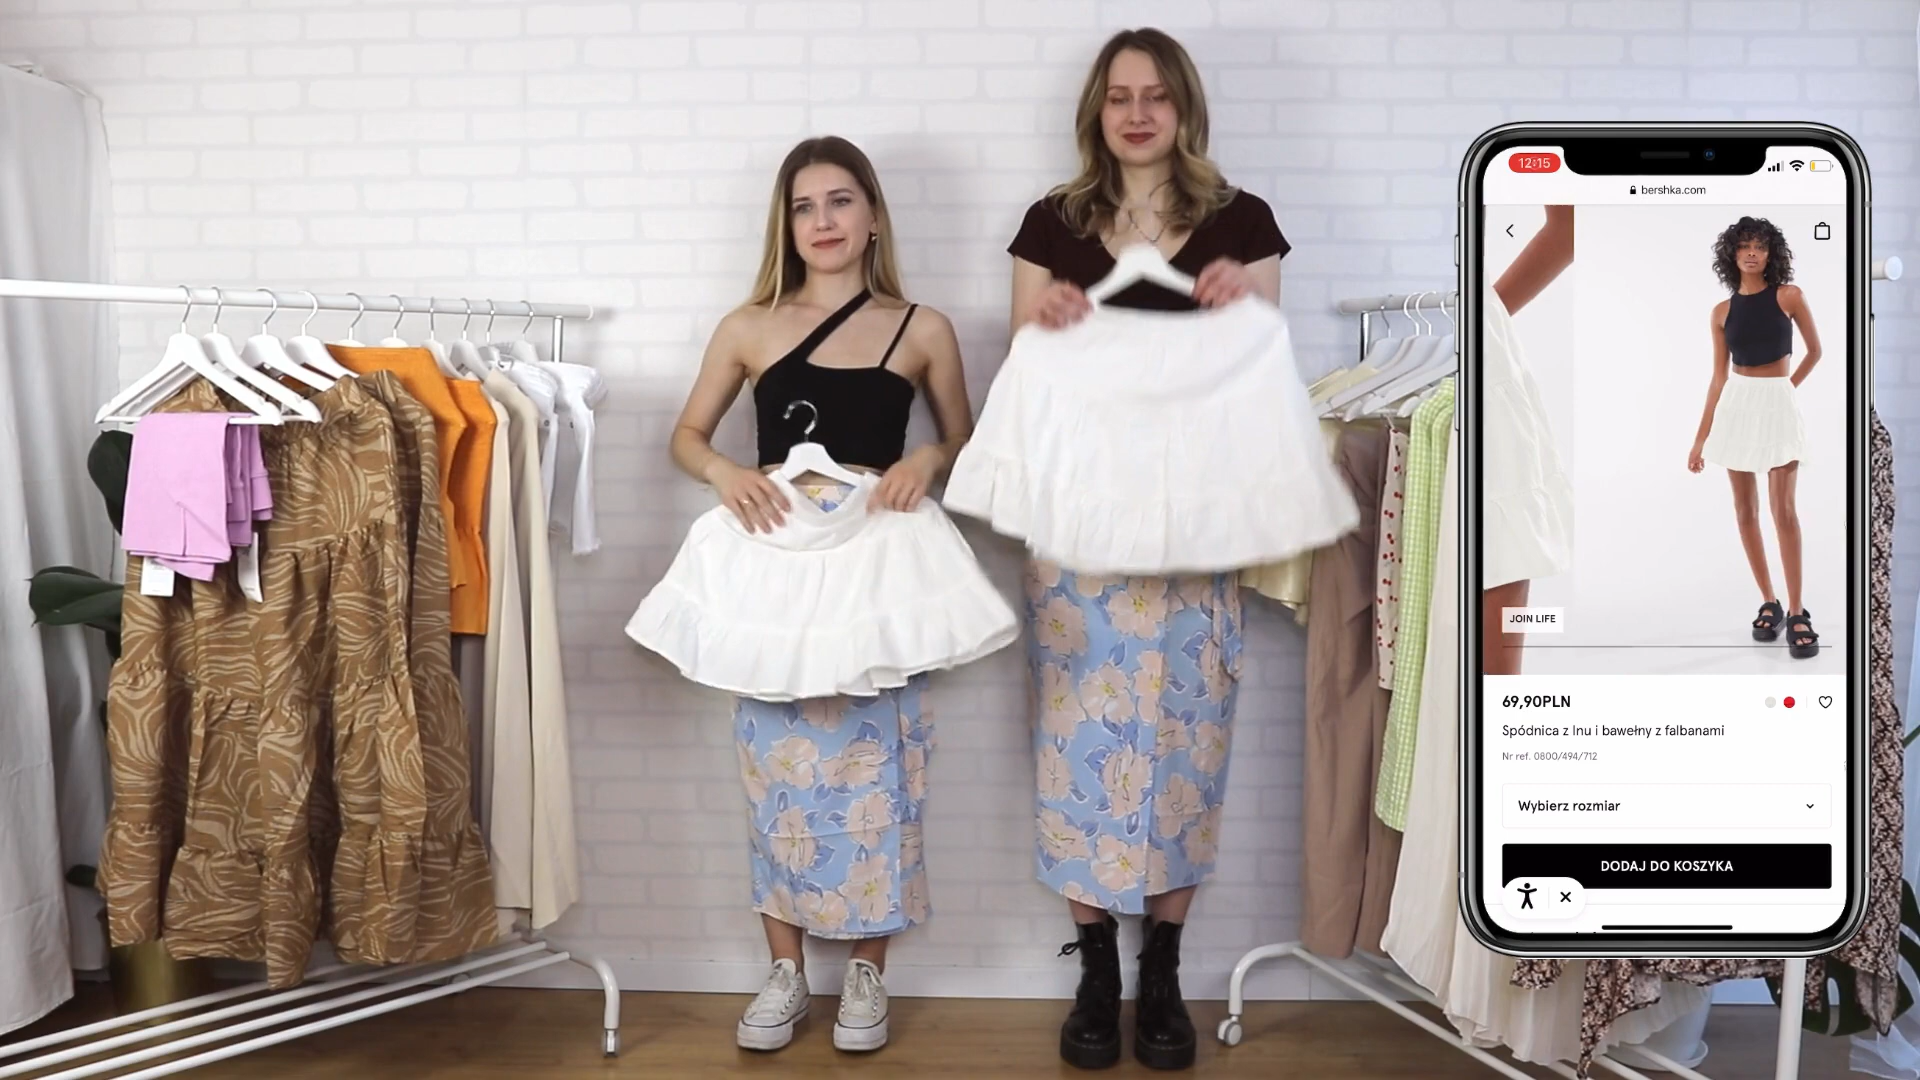 12:15
bershka.com
JOIN LIFE
69,90PLN
Spódnica z lnu i bawełny z falbanami
Nr ref. 0800/494/712
Wybierz rozmiar
DODAJ DO KOSZYKA